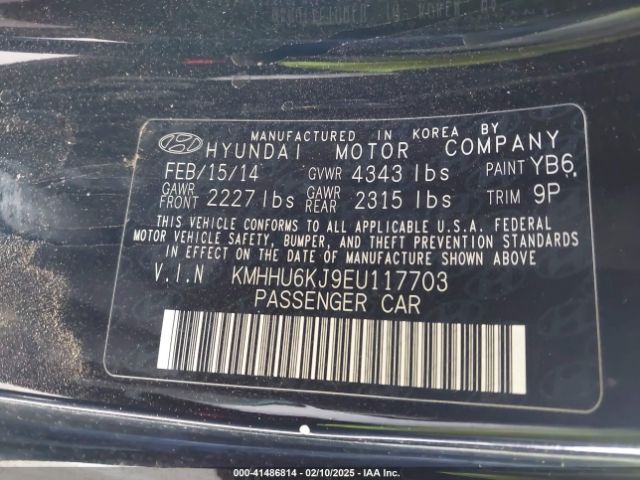 MANUFACTURED IN KOREA BY
HYUNDAI MOTOR COMPANY
FEB/15/14 GVWR 4343 lbs PAINT YB6
GAWR FRONT 2227 lbs GAWR REAR 2315 lbs TRIM 9P
THIS VEHICLE CONFORMS TO ALL APPLICABLE U.S.A. FEDERAL
MOTOR VEHICLE SAFETY, BUMPER, AND THEFT PREVENTION STANDARDS
IN EFFECT ON THE DATE OF MANUFACTURE SHOWN ABOVE.
V.I.N KMHHU6KJ9EU117703
PASSENGER CAR
000-41486814 - 02/10/2025 - IAA Inc.